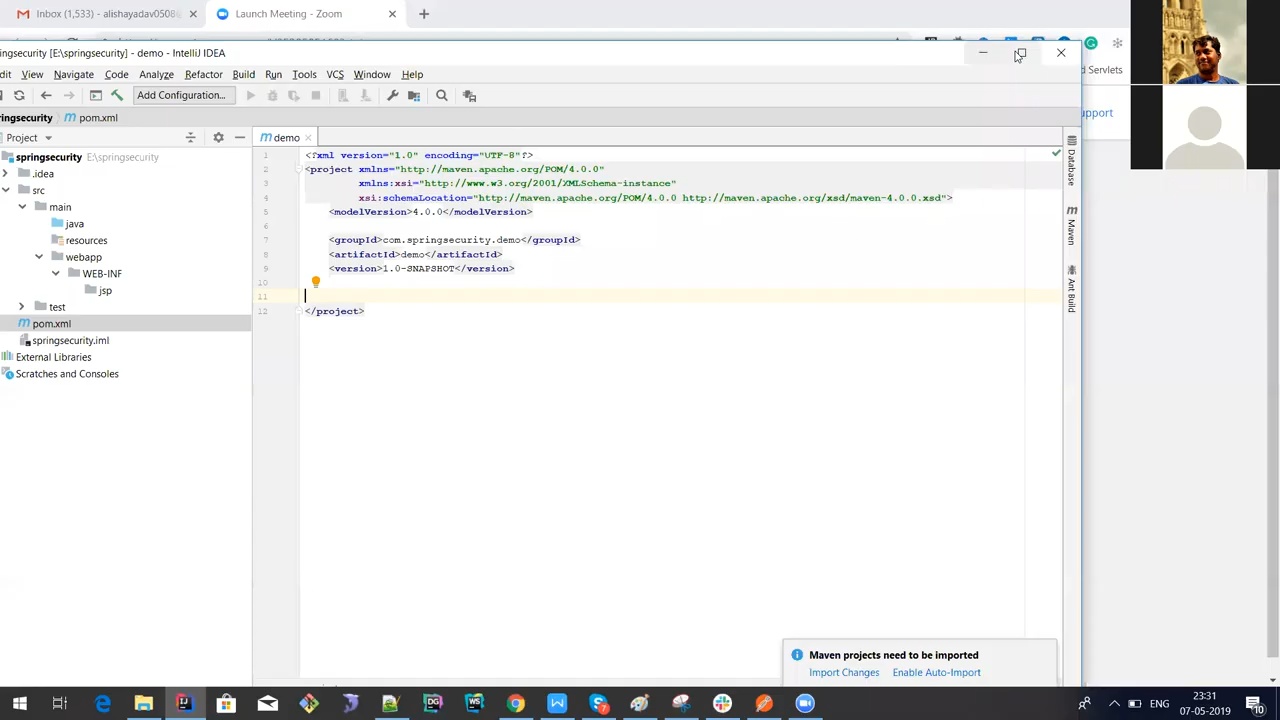 Inbox (1,533) - alishayadav0508@
Launch Meeting - Zoom
d Servlets
upport
ringsecurity [E:\springsecurity] - demo - IntelliJ IDEA
dit View Navigate Code Analyze Refactor Build Run Tools VCS Window Help
Add Configuration...
ringsecurity pom.xml
Project
demo
springsecurity E:\springsecurity
.idea
src
main
java
resources
webapp
WEB-INF
jsp
test
pom.xml
springsecurity.iml
External Libraries
Scratches and Consoles
1 <?xml version="1.0" encoding="UTF-8"?>
2 <project xmlns="http://maven.apache.org/POM/4.0.0"
3 xmlns:xsi="http://www.w3.org/2001/XMLSchema-instance"
4 xsi:schemaLocation="http://maven.apache.org/POM/4.0.0 http://maven.apache.org/xsd/maven-4.0.0.xsd">
5 <modelVersion>4.0.0</modelVersion>
6
7 <groupId>com.springsecurity.demo</groupId>
8 <artifactId>demo</artifactId>
9 <version>1.0-SNAPSHOT</version>
10
11
12 </project>
Database
Maven
Ant Build
Maven projects need to be imported
Import Changes Enable Auto-Import
ENG
23:31
07-05-2019
10